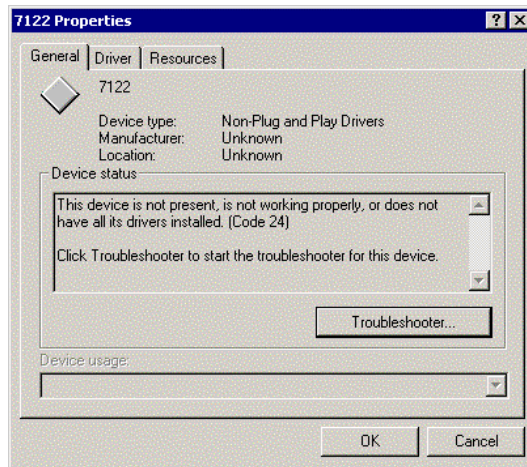 7122 Properties
General Driver Resources
7122
Device type: Non-Plug and Play Drivers
Manufacturer: Unknown
Location: Unknown
Device status
This device is not present, is not working properly, or does not
have all its drivers installed. (Code 24)
Click Troubleshooter to start the troubleshooter for this device.
Troubleshooter...
Device usage:
OK Cancel